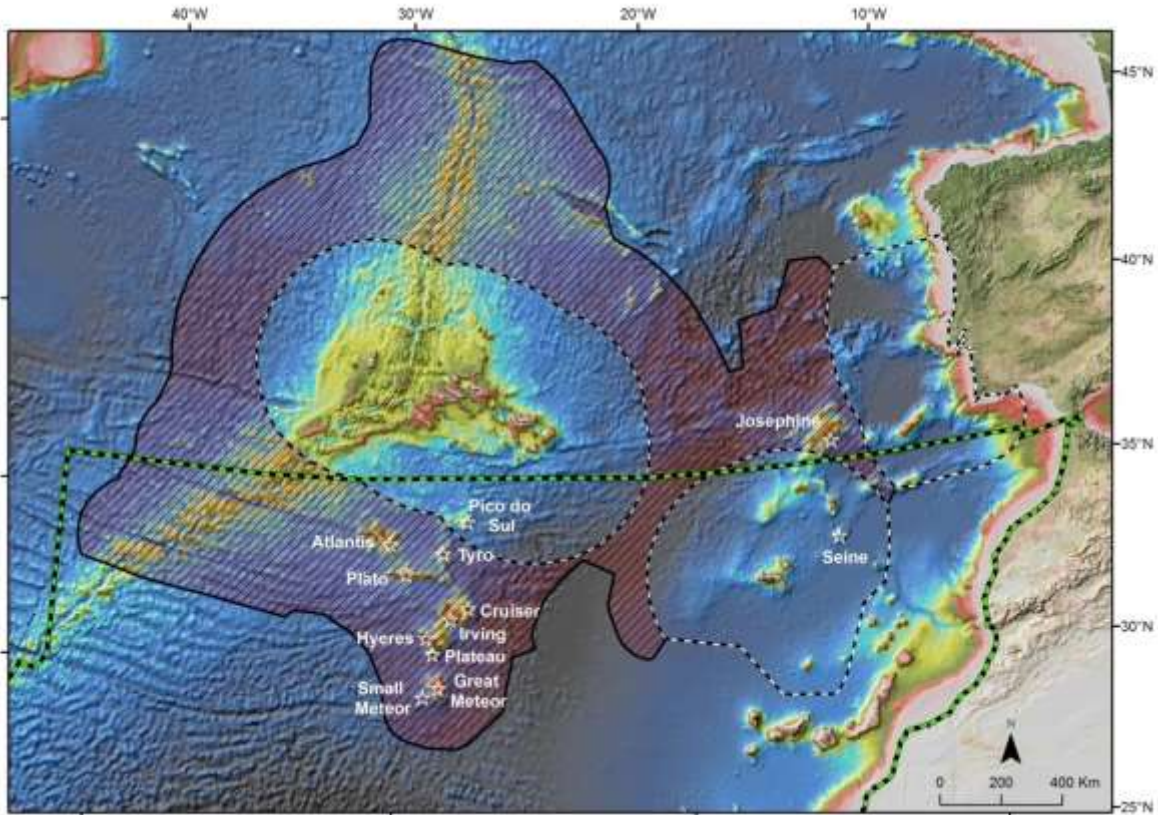 40°W 30°W 20°W 10°W
45°N
40°N
Josephine
35°N
Pico do
Sul
Atlantis
Tyro
Seine
Plato
Cruiser
Irving
30°N
Hyeres
Plateau
Small
Meteor
Great
Meteor
N
0 200 400 Km
25°N